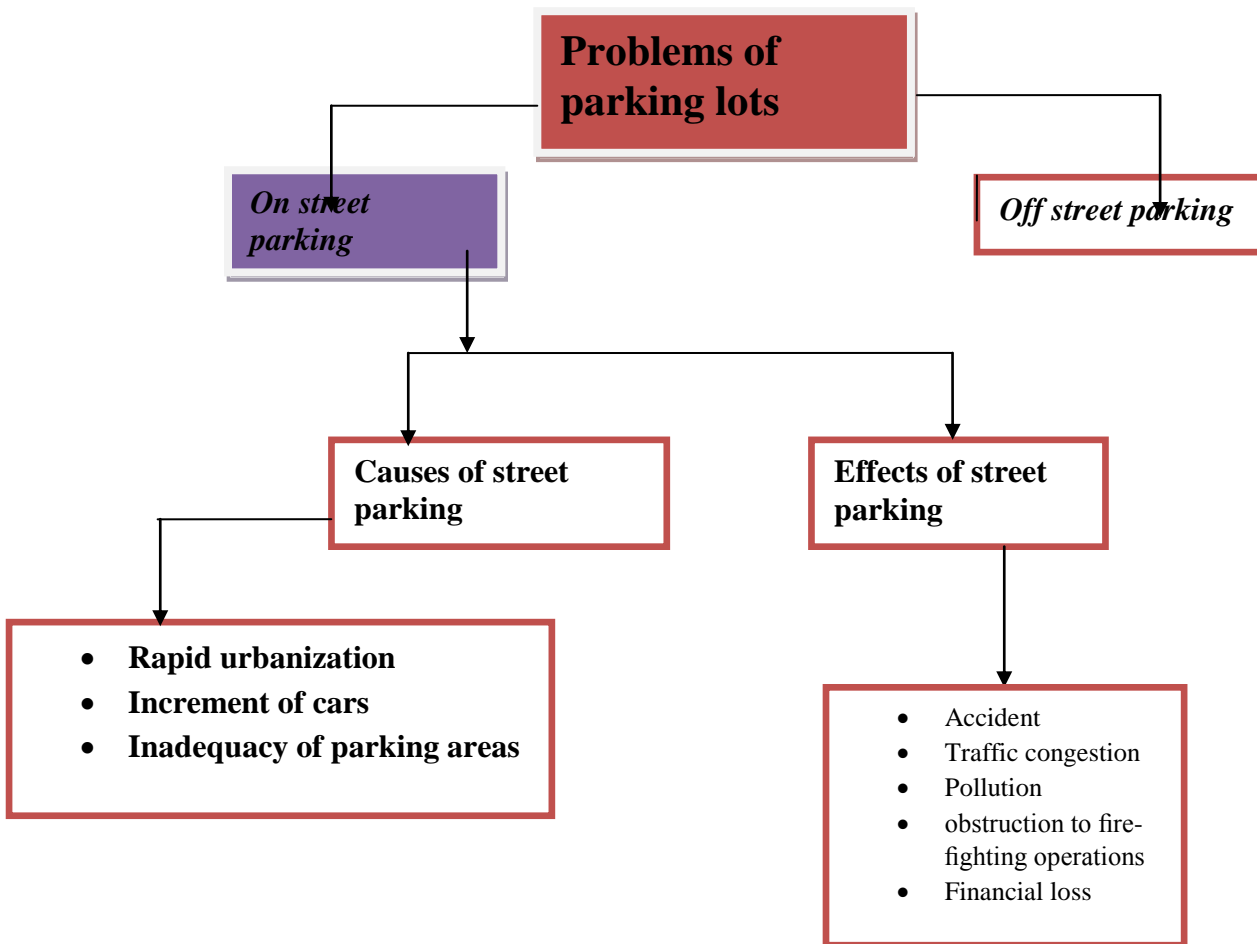 Problems of
parking lots
On street
parking
Off street parking
Causes of street
parking
Effects of street
parking
• Rapid urbanization
• Increment of cars
• Inadequacy of parking areas
• Accident
• Traffic congestion
• Pollution
• obstruction to fire-
fighting operations
• Financial loss